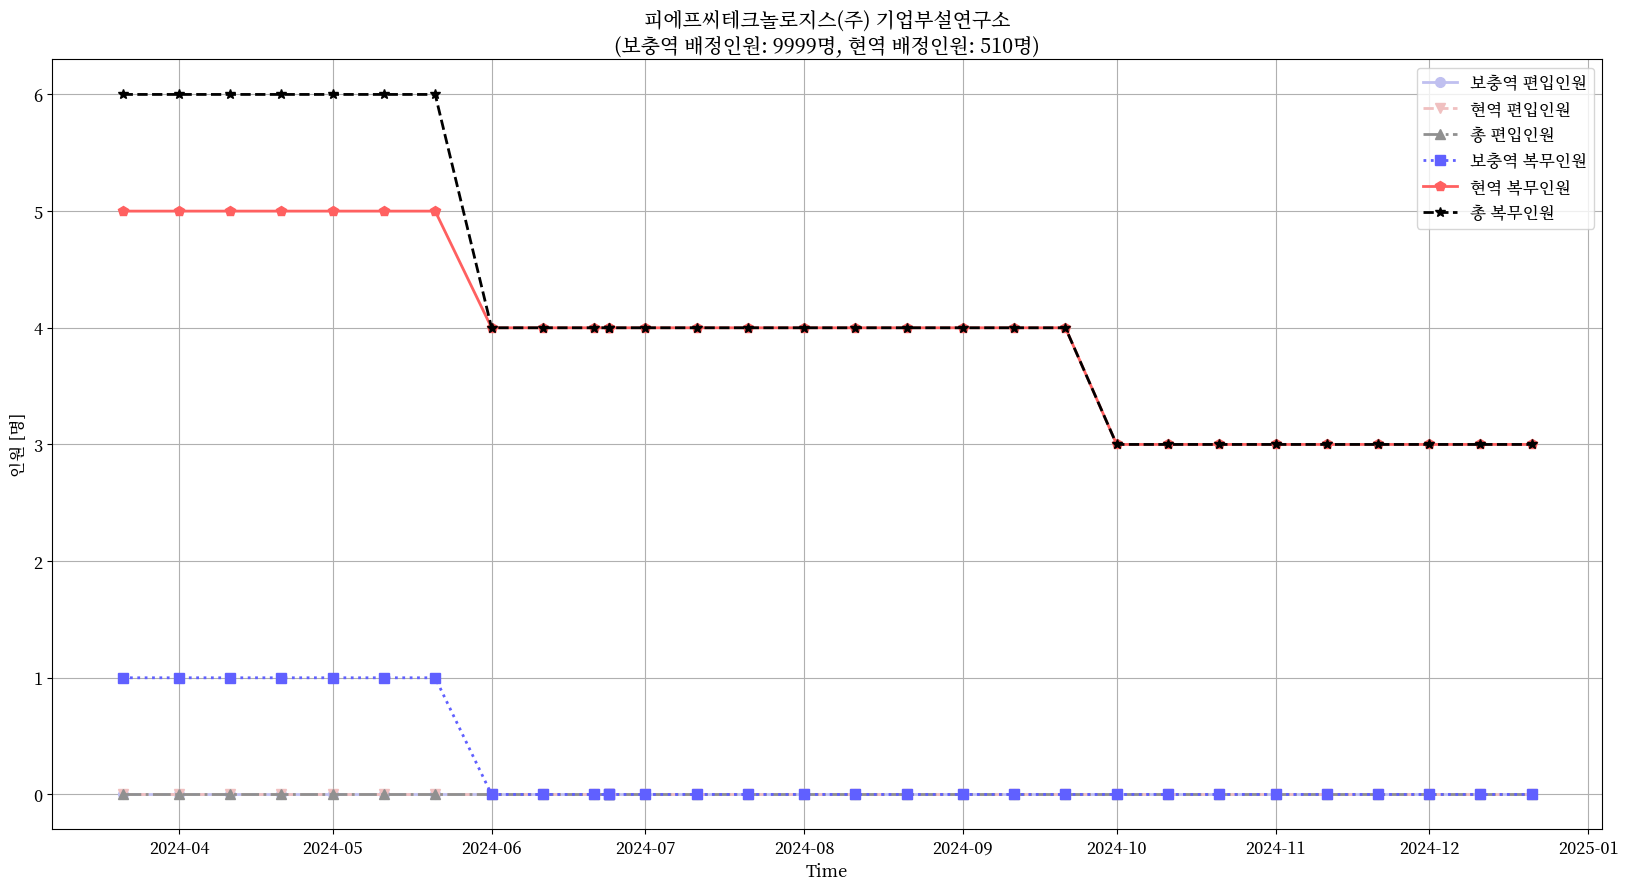 피에프씨테크놀로지스(주) 기업부설연구소
(보충역 배정인원: 9999명, 현역 배정인원: 510명)
보충역 편입인원
현역 편입인원
총 편입인원
보충역 복무인원
현역 복무인원
총 복무인원
인원 [명]
6
5
4
3
2
1
0
2024-04
2024-05
2024-06
2024-07
2024-08
2024-09
2024-10
2024-11
2024-12
2025-01
Time